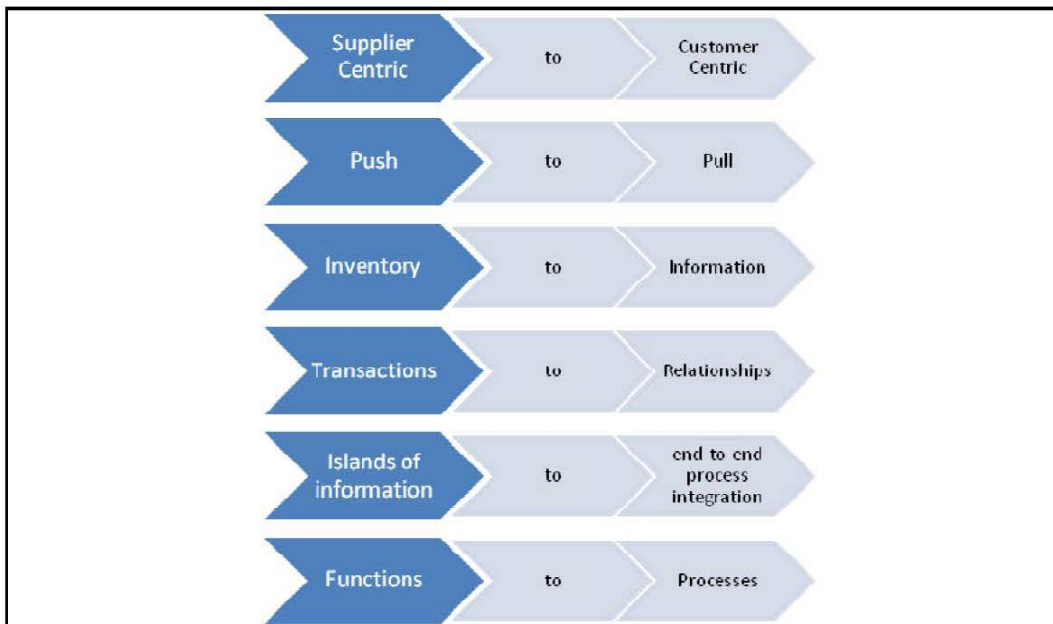 Supplier
Centric
to
Customer
Centric
Push
to
Pull
Inventory
to
Information
Transactions
to
Relationships
Islands of
information
to
end to end
process
integration
Functions
to
Processes